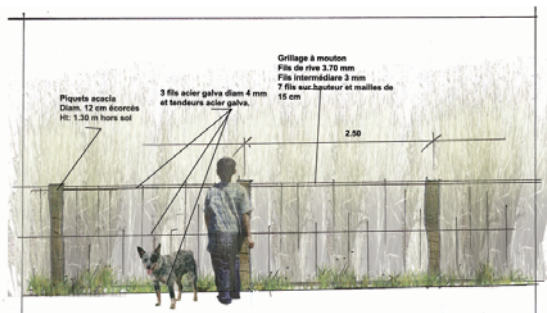 Piquets acacia
Diam. 12 cm écorcés
Ht: 1.30 m hors sol
3 fils acier galva diam 4 mm
et tendeurs acier galva.
Grillage à mouton
Fils de rive 3.70 mm
Fils intermédiare 3 mm
7 fils sur hauteur et mailles de
15 cm
2.50